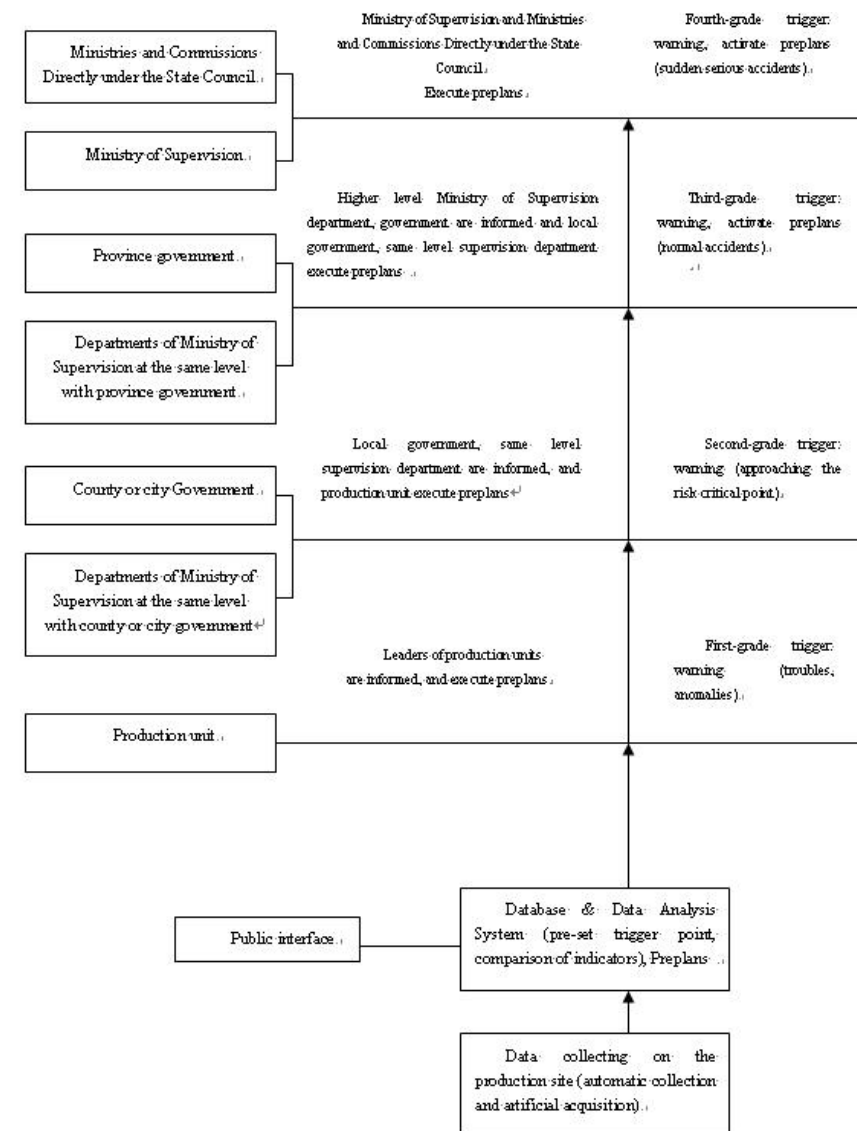 Ministry of Supervision and Ministries
and Commissions Directly under the State
Council.
Execute preplans.
Fourth-grade trigger:
warning, activate preplans
(sudden serious accidents).
Ministries and Commissions
Directly under the State Council.
Ministry of Supervision.
Higher level Ministry of Supervision
department, government are informed and local
government, same level supervision department
execute preplans.
Third-grade trigger:
warning, activate preplans
(normal accidents).
Province government.
Departments of Ministry of
Supervision at the same level
with province government.
Local government, same level
supervision department are informed, and
production unit execute preplans
Second-grade trigger:
warning (approaching the
risk critical point).
County or city Government.
Departments of Ministry of
Supervision at the same level
with county or city government
Leaders of production units
are informed, and execute preplans.
First-grade trigger:
warning (troubles,
anomalies).
Production unit.
Database & Data Analysis
System (pre-set trigger point,
comparison of indicators), Preplans
Public interface.
Data collecting on the
production site (automatic collection
and artificial acquisition).